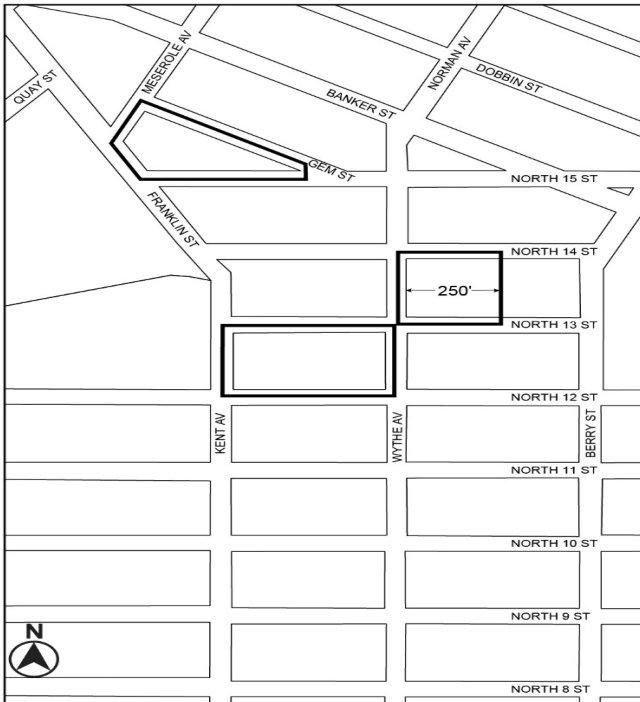 MESEROLE AV
NORMAN AV
QUAY ST
DOBBIN ST
BANKER ST
GEM ST
NORTH 15 ST
FRANKLIN ST
NORTH 14 ST
250'
NORTH 13 ST
NORTH 12 ST
KENT AV
WYTHE AV
BERRY ST
NORTH 11 ST
NORTH 10 ST
NORTH 9 ST
N
NORTH 8 ST